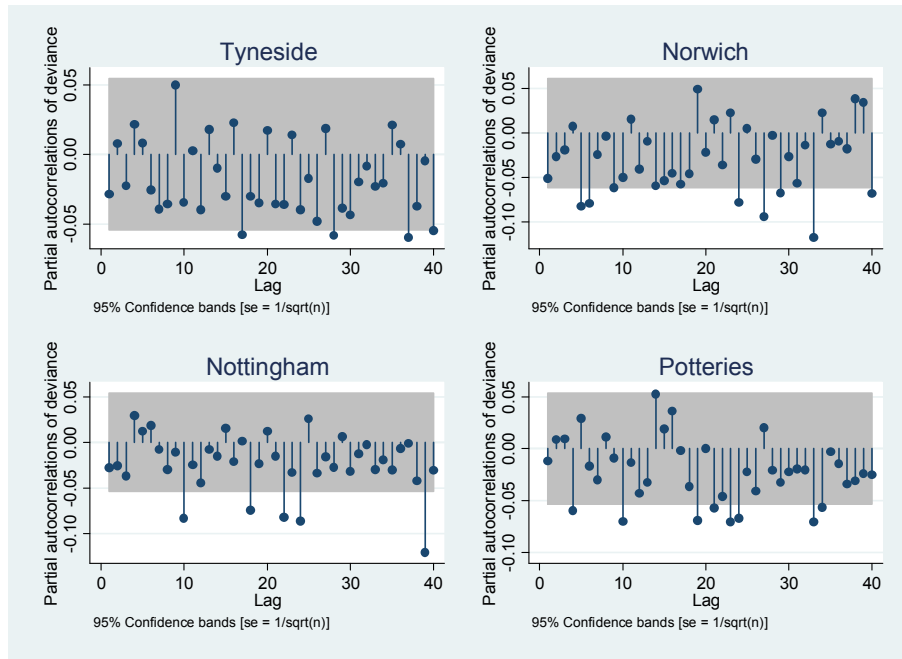 Tyneside
Partial autocorrelations of deviance
0.05
0.00
-0.05
0 10 20 30 40
Lag
95% Confidence bands [se = 1/sqrt(n)]
Norwich
Partial autocorrelations of deviance
0.05
0.00
-0.05
-0.10
0 10 20 30 40
Lag
95% Confidence bands [se = 1/sqrt(n)]
Nottingham
Partial autocorrelations of deviance
0.05
0.00
-0.05
-0.10
0 10 20 30 40
Lag
95% Confidence bands [se = 1/sqrt(n)]
Potteries
Partial autocorrelations of deviance
0.05
0.00
-0.05
-0.10
0 10 20 30 40
Lag
95% Confidence bands [se = 1/sqrt(n)]